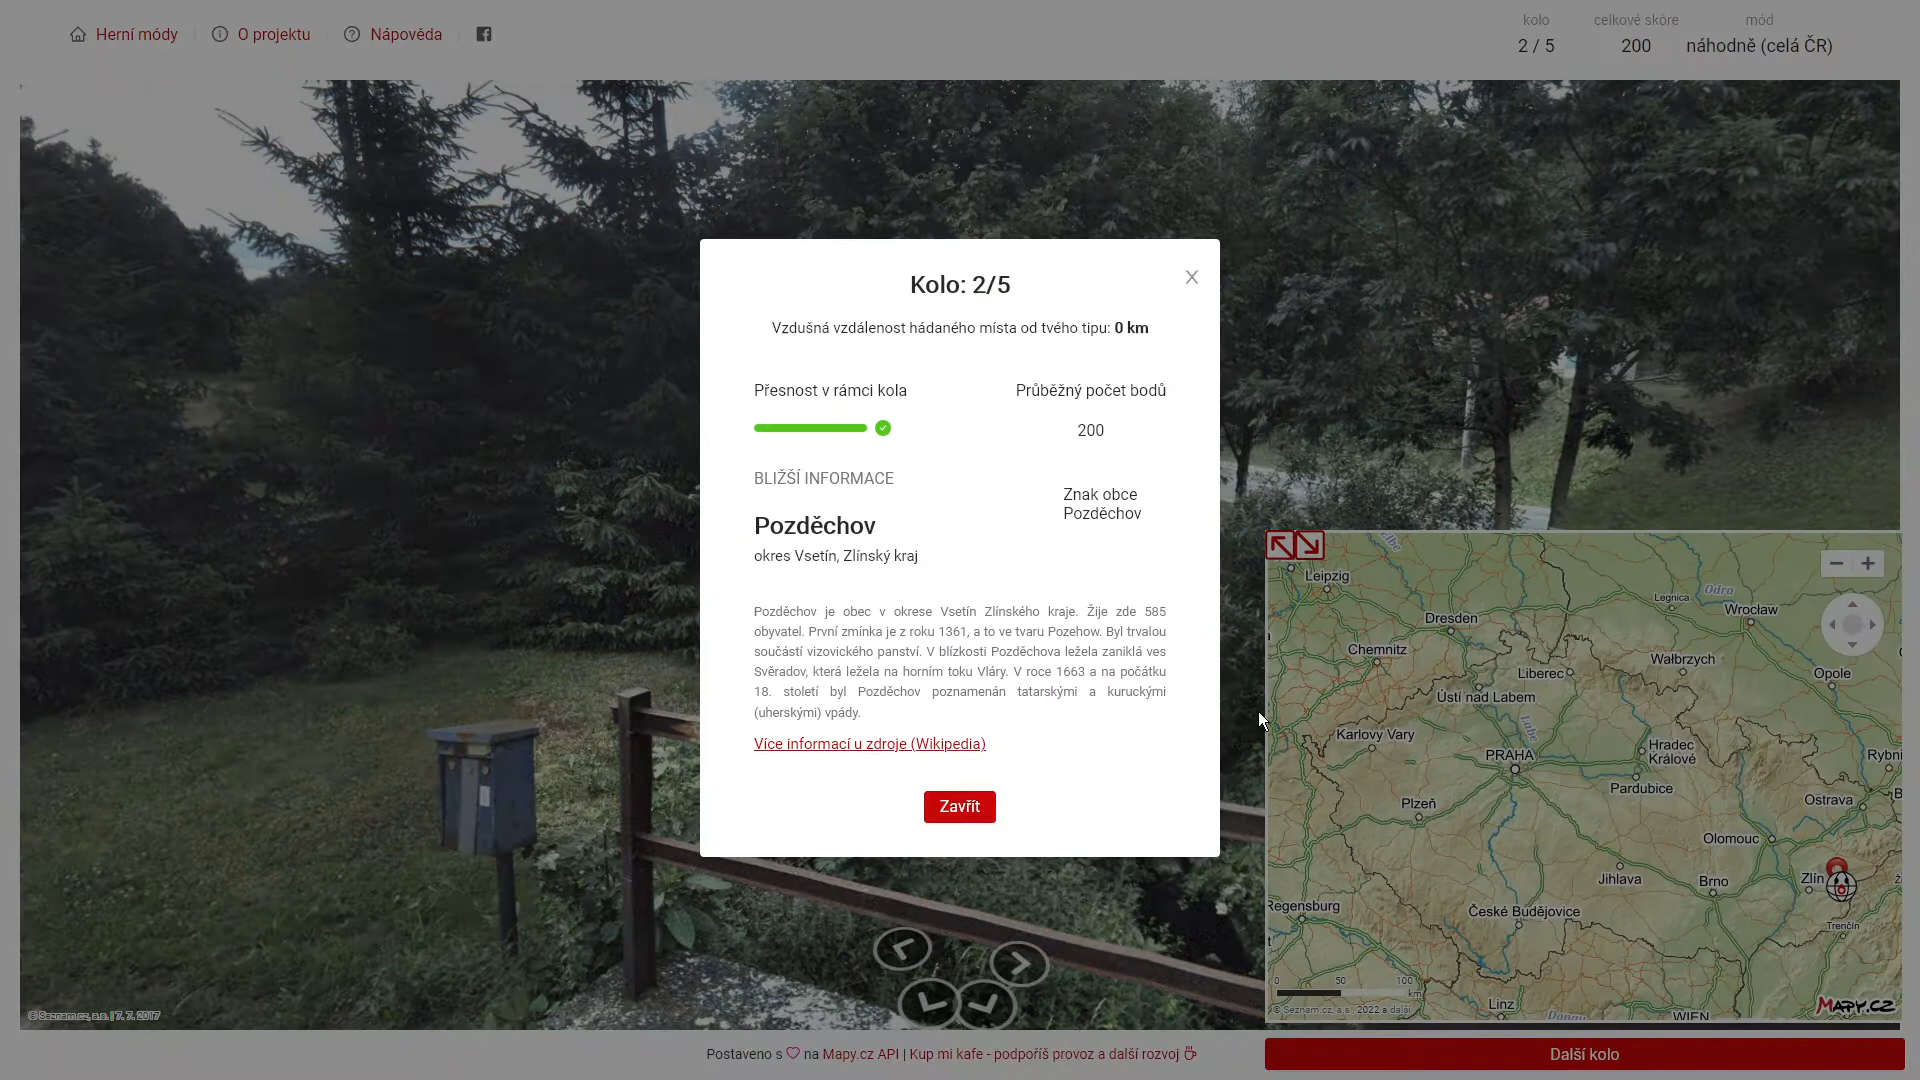 Herní módy
O projektu
Nápověda
kolo
celkové skóre
mód
2 / 5
200
náhodně (celá ČR)
Kolo: 2/5
Vzdušná vzdálenost hádaného místa od tvého tipu: 0 km
Přesnost v rámci kola
Průběžný počet bodů
200
BLIŽŠÍ INFORMACE
Znak obce
Pozděchov
Pozděchov
okres Vsetín, Zlínský kraj
Pozděchov je obec v okrese Vsetín Zlínského kraje. Žije zde 585
obyvatel. První zmínka je z roku 1361, a to ve tvaru Pozehow. Byl trvalou
součástí vizovického panství. V blízkosti Pozděchova ležela zaniklá ves
Svěradov, která ležela na horním toku Vláry. V roce 1663 a na počátku
18. století byl Pozděchov poznamenán tatarskými a kuruckými
(uherskými) vpády.
Více informací u zdroje (Wikipedia)
Zavřít
Leipzig
Legnica
Odra
Wrocław
Dresden
Chemnitz
Wałbrzych
Liberec
Opole
Ústí nad Labem
Labe
Karlovy Vary
PRAHA
Hradec
Králové
Rybni
Plzeň
Pardubice
Ostrava
Olomouc
Jihlava
Brno
Zlín
Regensburg
České Budějovice
Trenčín
0 50 100
km
Linz
Donau
WIEN
© Seznam.cz, a.s., 2022 a další
Mapy.cz
© Seznam.cz, a.s. | 7. 7. 2017
Postaveno s na Mapy.cz API | Kup mi kafe - podpoříš provoz a další rozvoj
Další kolo